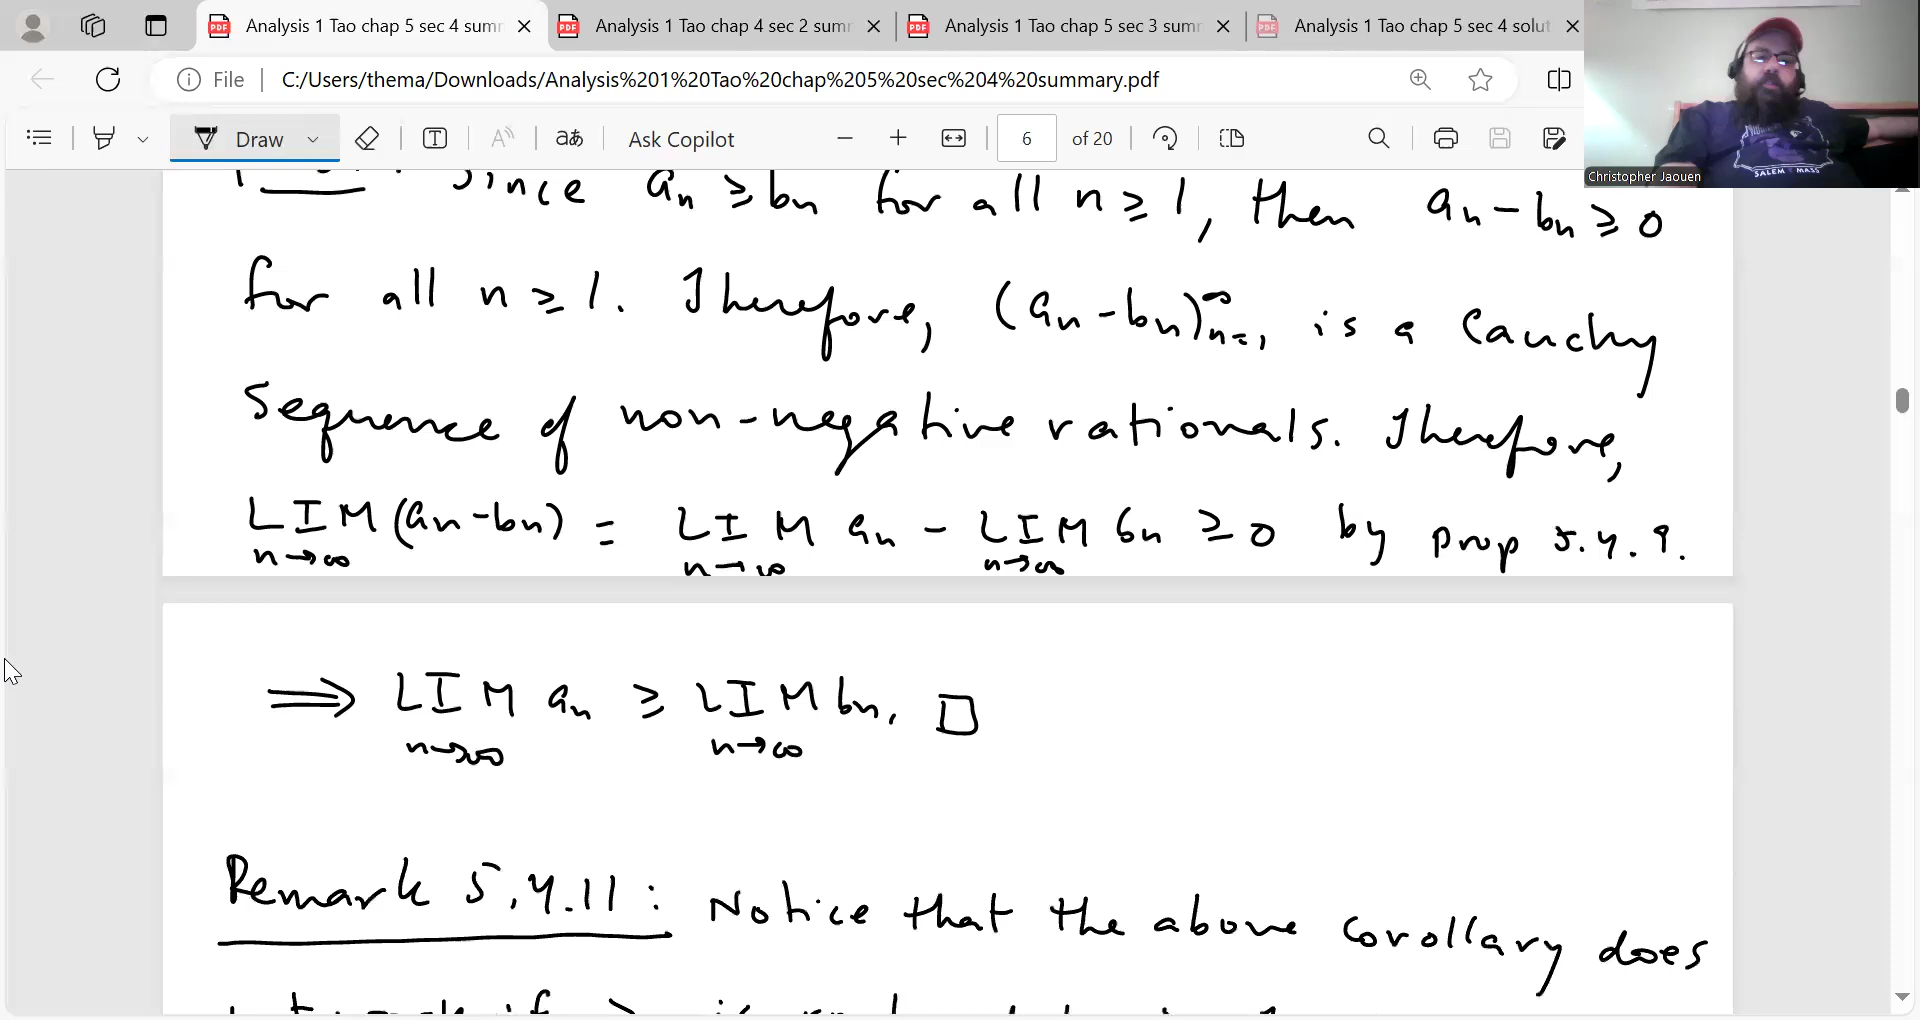 Analysis 1 Tao chap 5 sec 4 sumr
Analysis 1 Tao chap 4 sec 2 sumr
Analysis 1 Tao chap 5 sec 3 sumr
Analysis 1 Tao chap 5 sec 4 solut
File C:/Users/thema/Downloads/Analysis%201%20Tao%20chap%205%20sec%204%20summary.pdf
Draw Ask Copilot 6 of 20
Christopher Jaouen
SALEM MASS
since an ≥ bn for all n ≥ 1, then an - bn ≥ 0
for all n ≥ 1. Therefore, (an - bn)∞n=1 is a Cauchy
sequence of non-negative rationals. Therefore,
LIM (an - bn) = LIM an - LIM bn ≥ 0 by prop 5.4.9.
n→∞ n→∞ n→∞
⟹ LIM an ≥ LIM bn. □
n→∞ n→∞
Remark 5.4.11: Notice that the above corollary does